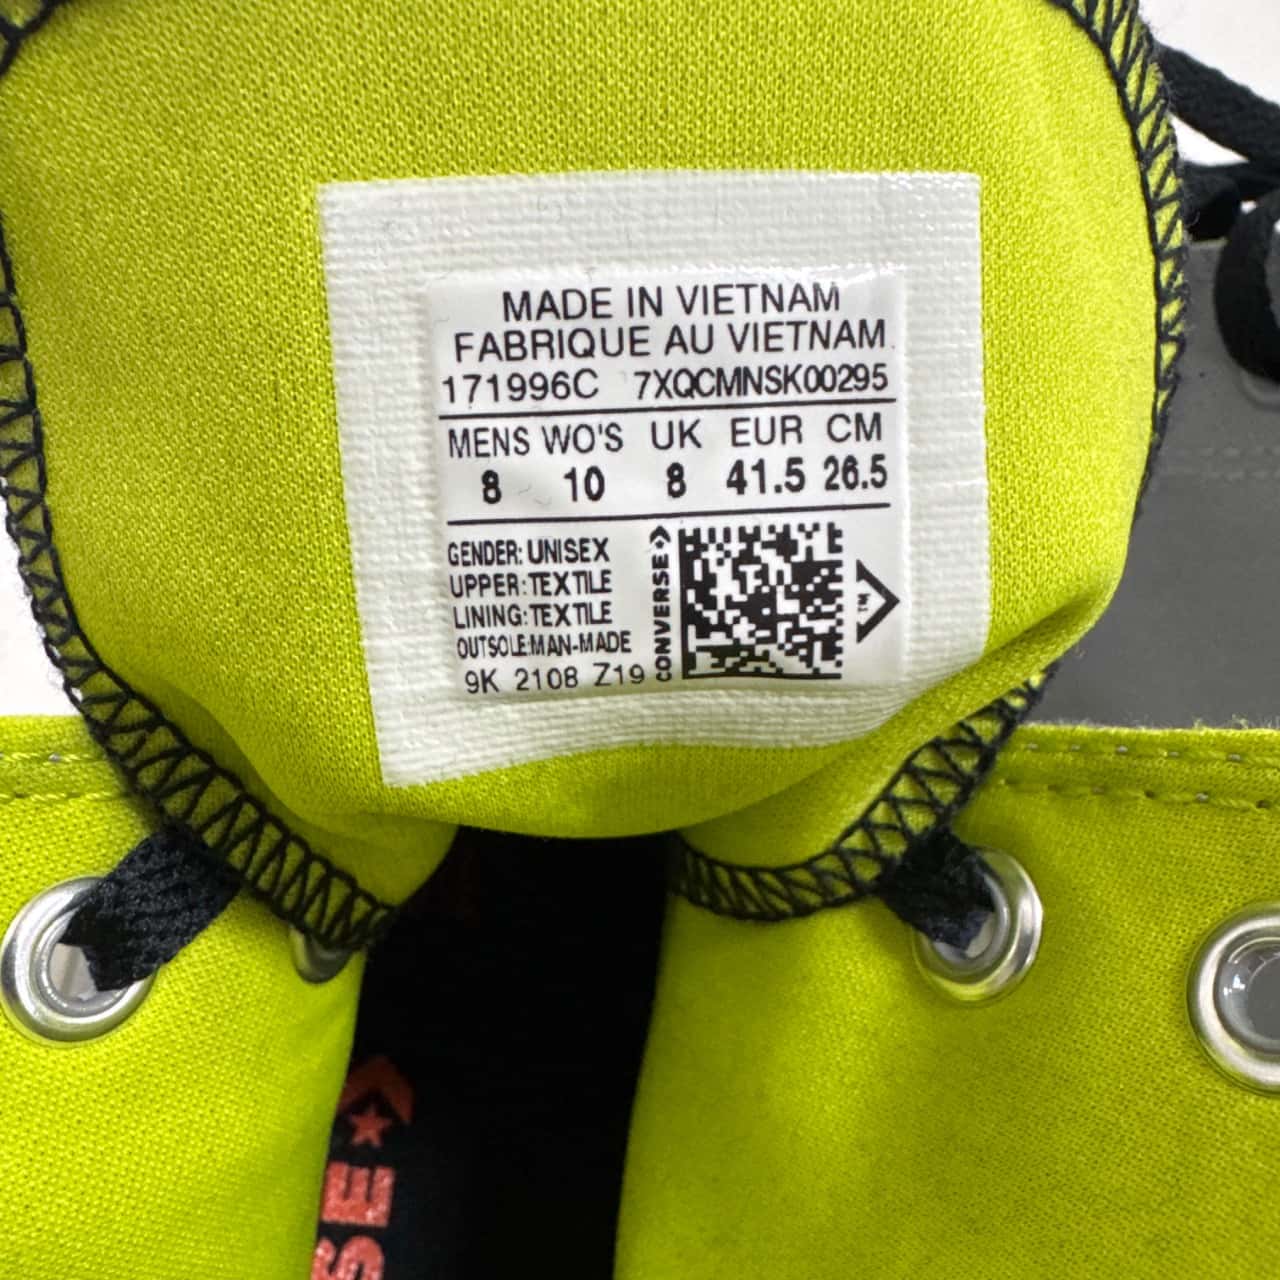 MADE IN VIETNAM
FABRIQUE AU VIETNAM
171996C 7XQCMNSK00295
MENS WO'S UK EUR CM
8 10 8 41.5 26.5
GENDER: UNISEX
UPPER: TEXTILE
LINING: TEXTILE
OUTSOLE:MAN-MADE
9K 2108 Z19
CONVERSE
TM